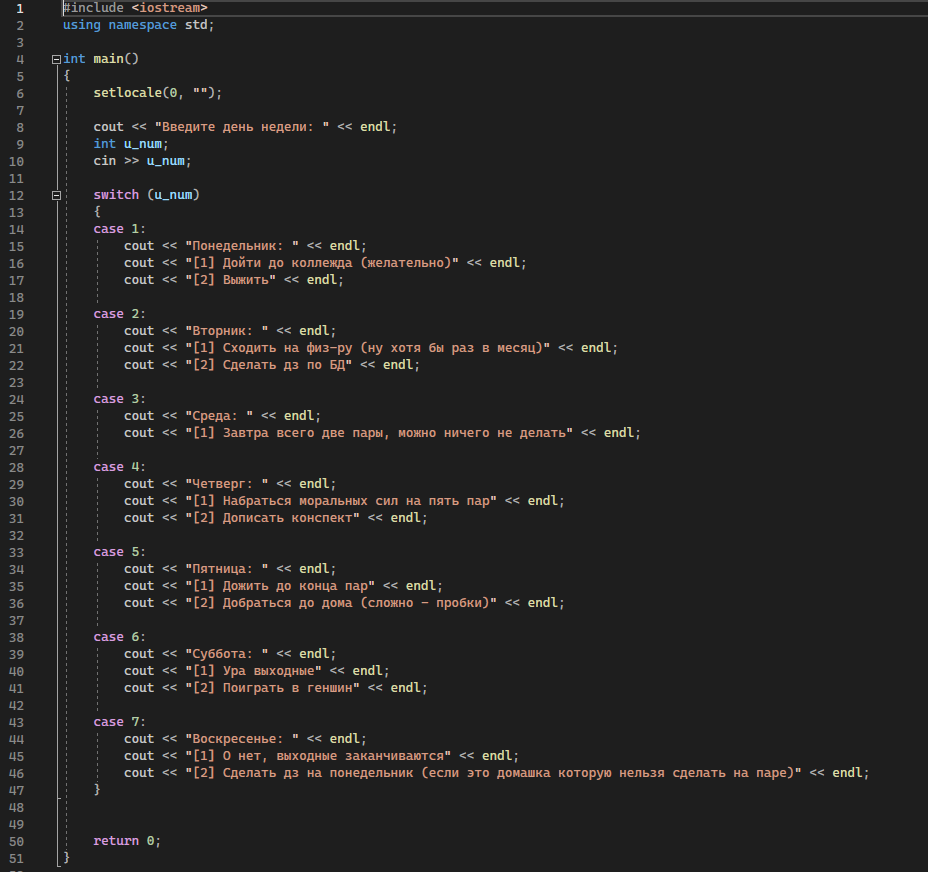 1 #include <iostream>
2 using namespace std;
3
4 int main()
5 {
6 setlocale(0, "");
7
8 cout << "Введите день недели: " << endl;
9 int u_num;
10 cin >> u_num;
11
12 switch (u_num)
13 {
14 case 1:
15 cout << "Понедельник: " << endl;
16 cout << "[1] Дойти до коллежда (желательно)" << endl;
17 cout << "[2] Выжить" << endl;
18
19 case 2:
20 cout << "Вторник: " << endl;
21 cout << "[1] Сходить на физ-ру (ну хотя бы раз в месяц)" << endl;
22 cout << "[2] Сделать дз по БД" << endl;
23
24 case 3:
25 cout << "Среда: " << endl;
26 cout << "[1] Завтра всего две пары, можно ничего не делать" << endl;
27
28 case 4:
29 cout << "Четверг: " << endl;
30 cout << "[1] Набраться моральных сил на пять пар" << endl;
31 cout << "[2] Дописать конспект" << endl;
32
33 case 5:
34 cout << "Пятница: " << endl;
35 cout << "[1] Дожить до конца пар" << endl;
36 cout << "[2] Добраться до дома (сложно - пробки)" << endl;
37
38 case 6:
39 cout << "Суббота: " << endl;
40 cout << "[1] Ура выходные" << endl;
41 cout << "[2] Поиграть в геншин" << endl;
42
43 case 7:
44 cout << "Воскресенье: " << endl;
45 cout << "[1] О нет, выходные заканчиваются" << endl;
46 cout << "[2] Сделать дз на понедельник (если это домашка которую нельзя сделать на паре)" << endl;
47 }
48
49
50 return 0;
51 }